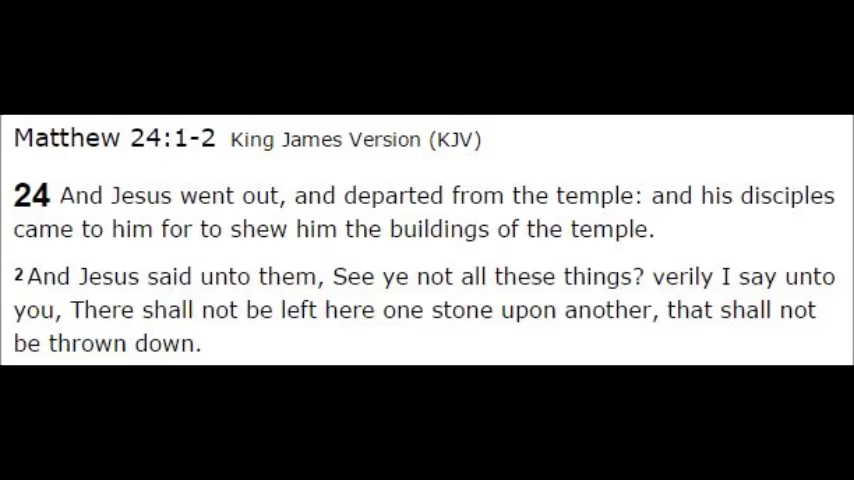 Matthew 24:1-2 King James Version (KJV)
24 And Jesus went out, and departed from the temple: and his disciples
came to him for to shew him the buildings of the temple.
2 And Jesus said unto them, See ye not all these things? verily I say unto
you, There shall not be left here one stone upon another, that shall not
be thrown down.